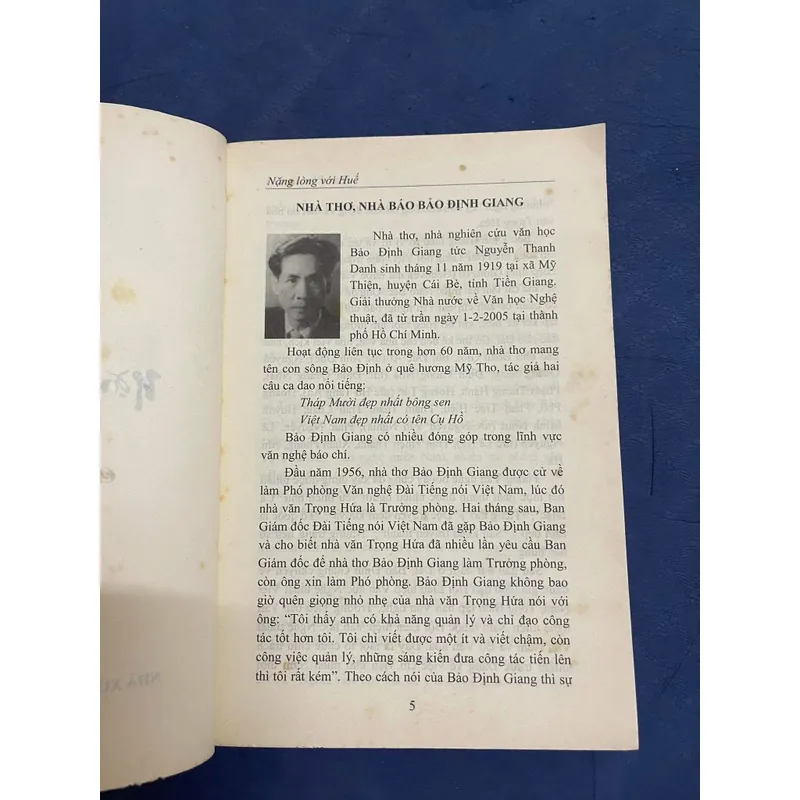 Nặng lòng với Huế
NHÀ THƠ, NHÀ BÁO BẢO ĐỊNH GIANG
Nhà thơ, nhà nghiên cứu văn học
Bảo Định Giang tức Nguyễn Thanh
Danh sinh tháng 11 năm 1919 tại xã Mỹ
Thiện, huyện Cái Bè, tỉnh Tiền Giang.
Giải thưởng Nhà nước về Văn học Nghệ
thuật, đã từ trần ngày 1-2-2005 tại thành
phố Hồ Chí Minh.
Hoạt động liên tục trong hơn 60 năm, nhà thơ mang
tên con sông Bảo Định ở quê hương Mỹ Tho, tác giả hai
câu ca dao nổi tiếng:
Tháp Mười đẹp nhất bông sen
Việt Nam đẹp nhất có tên Cụ Hồ
Bảo Định Giang có nhiều đóng góp trong lĩnh vực
văn nghệ báo chí.
Đầu năm 1956, nhà thơ Bảo Định Giang được cử về
làm Phó phòng Văn nghệ Đài Tiếng nói Việt Nam, lúc đó
nhà văn Trọng Hứa là Trưởng phòng. Hai tháng sau, Ban
Giám đốc Đài Tiếng nói Việt Nam đã gặp Bảo Định Giang
và cho biết nhà văn Trọng Hứa đã nhiều lần yêu cầu Ban
Giám đốc để nhà thơ Bảo Định Giang làm Trưởng phòng,
còn ông xin làm Phó phòng. Bảo Định Giang không bao
giờ quên giọng nhỏ nhẹ của nhà văn Trọng Hứa nói với
ông: “Tôi thấy anh có khả năng quản lý và chỉ đạo công
tác tốt hơn tôi. Tôi chỉ viết được một ít và viết chậm, còn
công việc quản lý, những sáng kiến đưa công tác tiến lên
thì tôi rất kém”. Theo cách nói của Bảo Định Giang thì sự
5